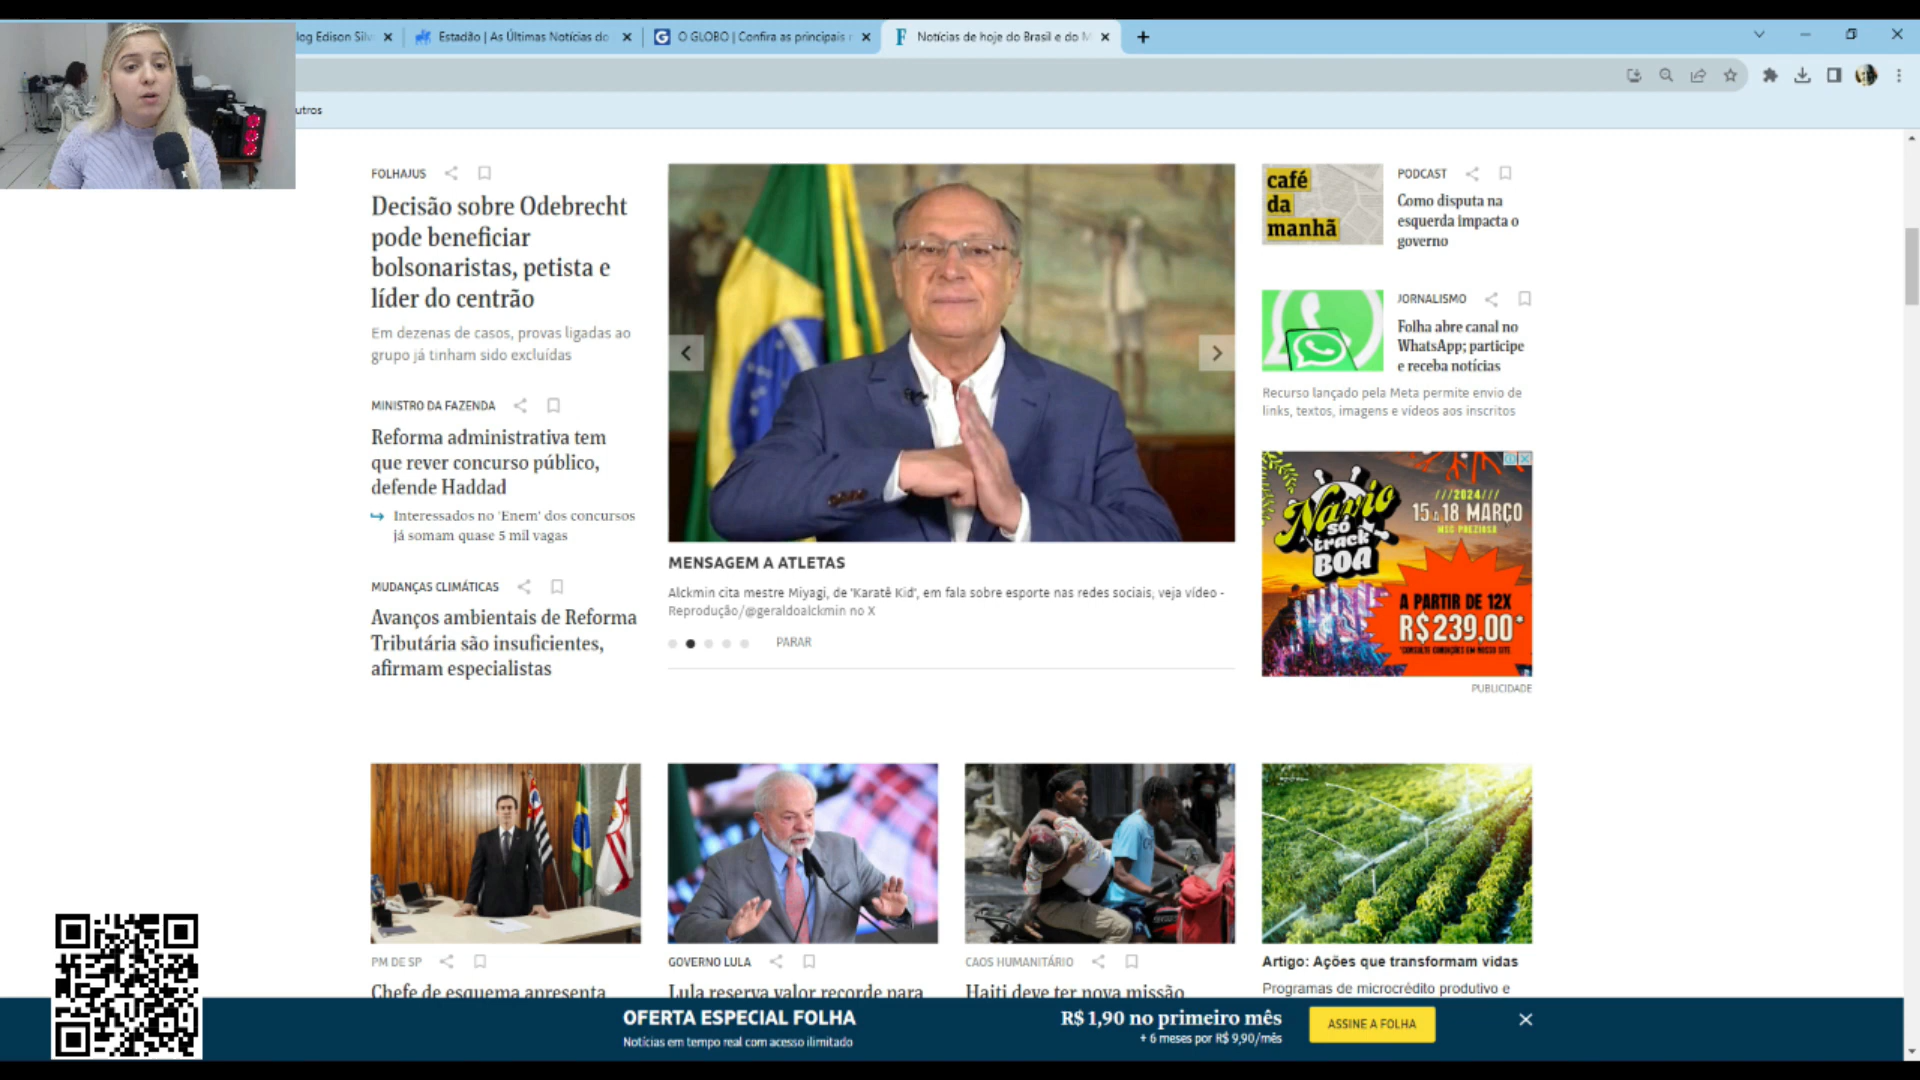 log Edison Silv
Estadão | As Últimas Notícias do
O GLOBO | Confira as principais n
Notícias de hoje do Brasil e do M
utros
FOLHAJUS
Decisão sobre Odebrecht
pode beneficiar
bolsonaristas, petista e
líder do centrão
Em dezenas de casos, provas ligadas ao
grupo já tinham sido excluídas
MINISTRO DA FAZENDA
Reforma administrativa tem
que rever concurso público,
defende Haddad
Interessados no 'Enem' dos concursos
já somam quase 5 mil vagas
MUDANÇAS CLIMÁTICAS
Avanços ambientais de Reforma
Tributária são insuficientes,
afirmam especialistas
MENSAGEM A ATLETAS
Alckmin cita mestre Miyagi, de 'Karatê Kid', em fala sobre esporte nas redes sociais; veja vídeo -
Reprodução/@geraldoalckmin no X
PARAR
café
da
manhã
PODCAST
Como disputa na
esquerda impacta o
governo
JORNALISMO
Folha abre canal no
WhatsApp; participe
e receba notícias
Recurso lançado pela Meta permite envio de
links, textos, imagens e vídeos aos inscritos
Navio
só
track
BOA
///2024///
15 a 18 MARÇO
MSC PREZIOSA
A PARTIR DE 12X
R$239,00*
*CONSULTE CONDIÇÕES EM NOSSO SITE
PUBLICIDADE
PM DE SP
Chefe de esquema apresenta
GOVERNO LULA
Lula reserva valor recorde para
CAOS HUMANITÁRIO
Haiti deve ter nova missão
Artigo: Ações que transformam vidas
Programas de microcrédito produtivo e
OFERTA ESPECIAL FOLHA
Notícias em tempo real com acesso ilimitado
R$ 1,90 no primeiro mês
+ 6 meses por R$ 9,90/mês
ASSINE A FOLHA